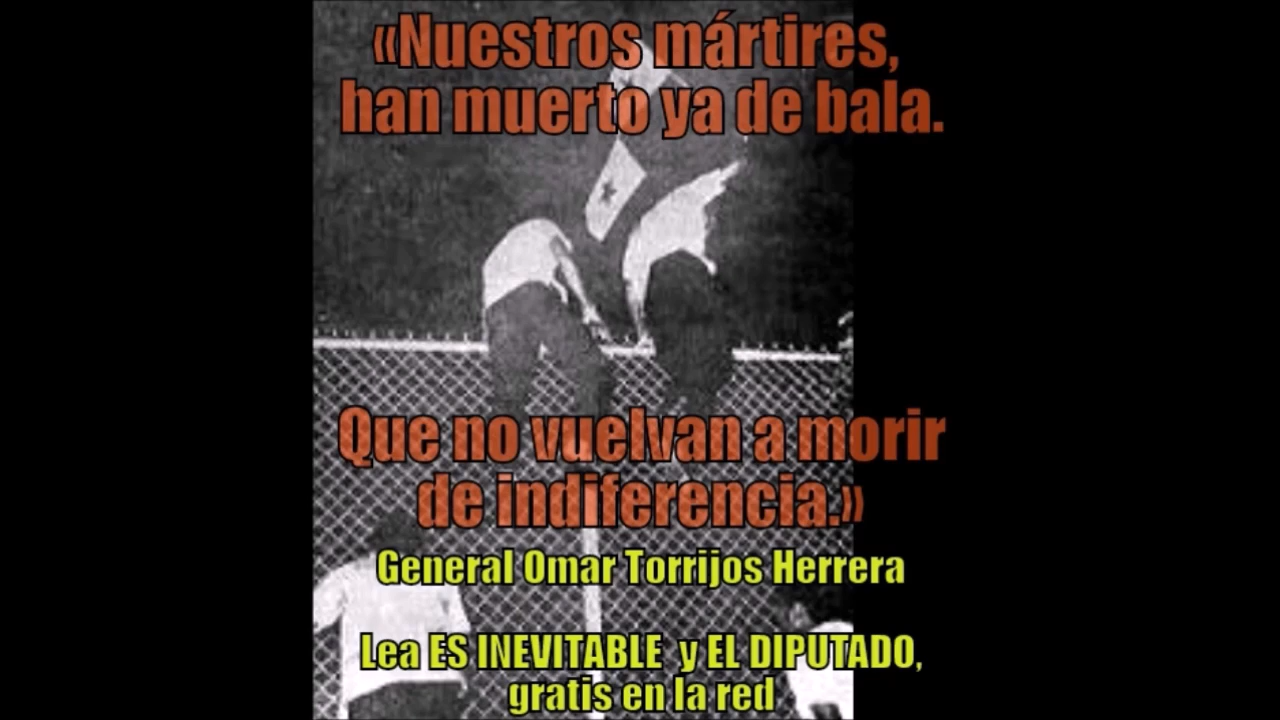 «Nuestros mártires,
han muerto ya de bala.
Que no vuelvan a morir
de indiferencia.»
General Omar Torrijos Herrera
Lea ES INEVITABLE y EL DIPUTADO,
gratis en la red